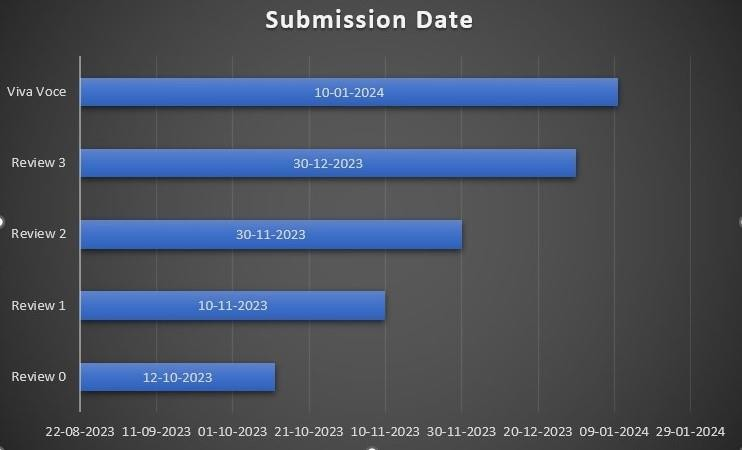 Submission Date
Viva Voce 10-01-2024
Review 3 30-12-2023
Review 2 30-11-2023
Review 1 10-11-2023
Review 0 12-10-2023
22-08-2023 11-09-2023 01-10-2023 21-10-2023 10-11-2023 30-11-2023 20-12-2023 09-01-2024 29-01-2024